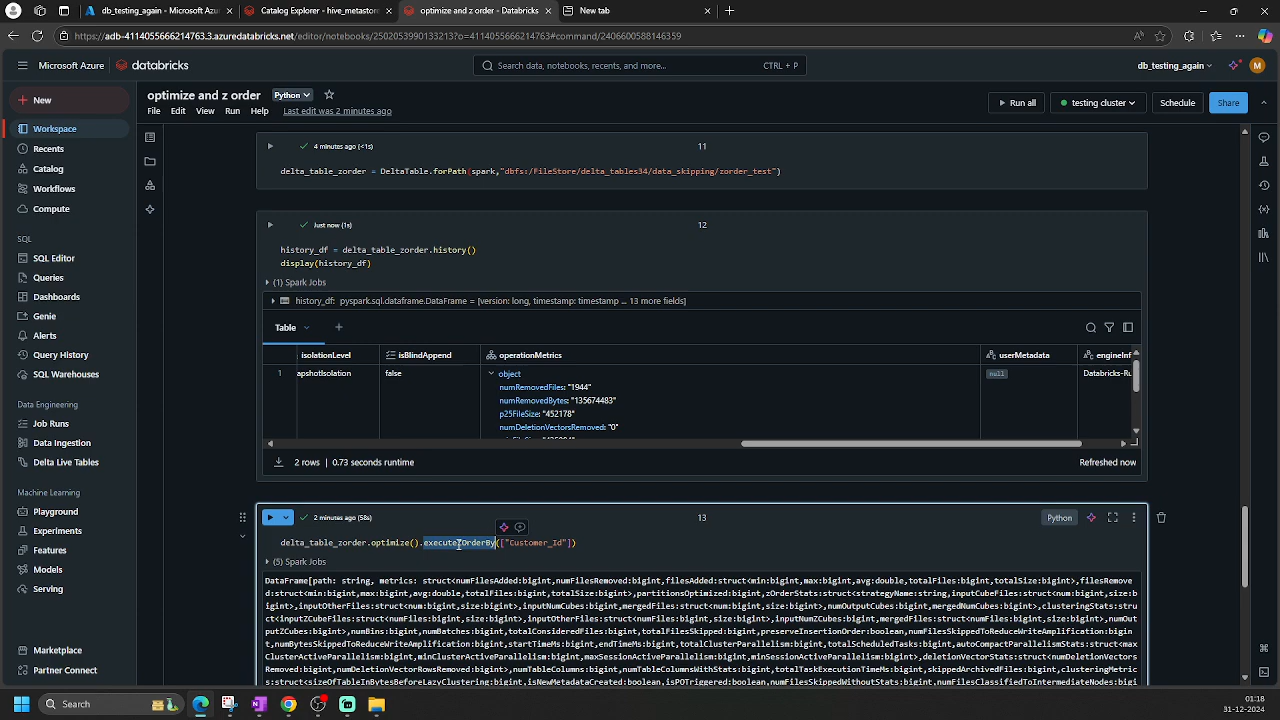 db_testing_again - Microsoft Azu
Catalog Explorer - hive_metastor
optimize and z order - Databricks
New tab
https://adb-4114055666214763.3.azuredatabricks.net/editor/notebooks/2502053990133213?o=4114055666214763#command/2406600588146359
Microsoft Azure
databricks
Search data, notebooks, recents, and more...
CTRL + P
db_testing_again
M
New
Workspace
Recents
Catalog
Workflows
Compute
SQL
SQL Editor
Queries
Dashboards
Genie
Alerts
Query History
SQL Warehouses
Data Engineering
Job Runs
Data Ingestion
Delta Live Tables
Machine Learning
Playground
Experiments
Features
Models
Serving
Marketplace
Partner Connect
optimize and z order
Python
File Edit View Run Help
Last edit was 2 minutes ago
Run all
testing cluster
Schedule
Share
4 minutes ago (<1s)
11
delta_table_zorder = DeltaTable.forPath(spark,"dbfs:/FileStore/delta_tables34/data_skipping/zorder_test")
Just now (1s)
12
history_df = delta_table_zorder.history()
display(history_df)
(1) Spark Jobs
history_df: pyspark.sql.dataframe.DataFrame = [version: long, timestamp: timestamp ... 13 more fields]
Table
isolationLevel
isBlindAppend
operationMetrics
userMetadata
engineInf
1
apshotIsolation
false
object
null
Databricks-Ru
numRemovedFiles: "1944"
numRemovedBytes: "135674483"
p25FileSize: "452178"
numDeletionVectorsRemoved: "0"
2 rows | 0.73 seconds runtime
Refreshed now
2 minutes ago (58s)
13
Python
delta_table_zorder.optimize().executeZOrderBy(["Customer_Id"])
(5) Spark Jobs
DataFrame[path: string, metrics: struct<numFilesAdded:bigint,numFilesRemoved:bigint,filesAdded:struct<min:bigint,max:bigint,avg:double,totalFiles:bigint,totalSize:bigint>,filesRemove
d:struct<min:bigint,max:bigint,avg:double,totalFiles:bigint,totalSize:bigint>,partitionsOptimized:bigint,zOrderStats:struct<strategyName:string,inputCubeFiles:struct<num:bigint,size:b
igint>,inputOtherFiles:struct<num:bigint,size:bigint>,inputNumCubes:bigint,mergedFiles:struct<num:bigint,size:bigint>,numOutputCubes:bigint,mergedNumCubes:bigint>,clusteringStats:struc
t<inputZCubeFiles:struct<num:bigint,size:bigint>,inputOtherFiles:struct<num:bigint,size:bigint>,inputNumZCubes:bigint,mergedFiles:struct<num:bigint,size:bigint>,numOut
putZCubes:bigint>,numBins:bigint,numBatches:bigint,totalConsideredFiles:bigint,totalFilesSkipped:bigint,preserveInsertionOrder:boolean,numFilesSkippedToReduceWriteAmplification:bigint
,numBytesSkippedToReduceWriteAmplification:bigint,startTimeMs:bigint,endTimeMs:bigint,totalClusterParallelism:bigint,totalScheduledTasks:bigint,autoCompactParallelismStats:struct<max
ClusterActiveParallelism:bigint,minClusterActiveParallelism:bigint,maxSessionActiveParallelism:bigint,minSessionActiveParallelism:bigint>,deletionVectorStats:struct<numDeletionVectors
Removed:bigint,numDeletionVectorRowsRemoved:bigint>,numTableColumns:bigint,numTableColumnsWithStats:bigint,totalTaskExecutionTimeMs:bigint,skippedArchivedFiles:bigint,clusteringMetric
s:struct<sizeOfTableInBytesBeforeLazyClustering:bigint,isNewMetadataCreated:boolean,isPOTriggered:boolean,numFilesSkippedWithoutStats:bigint,numFilesClassifiedToIntermediateNodes:bigi
Search
01:18
31-12-2024